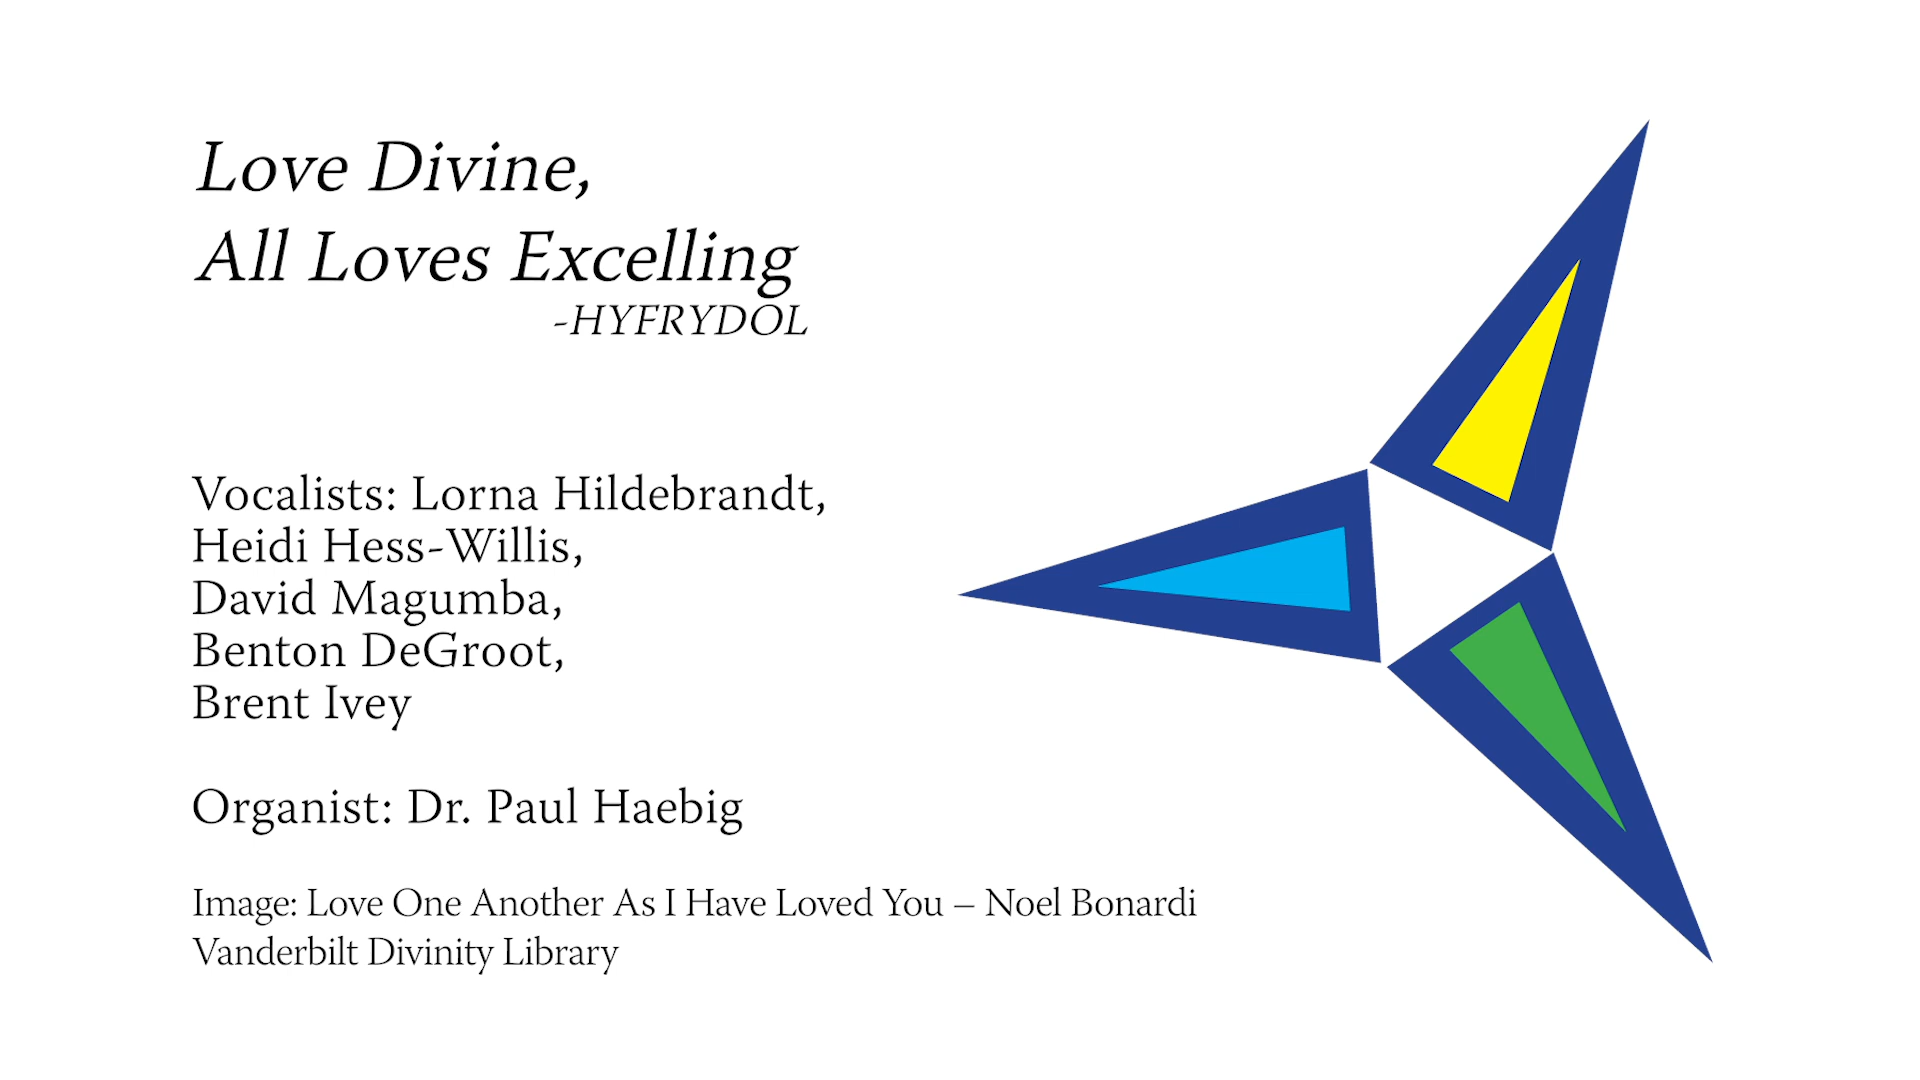 Love Divine,
All Loves Excelling
-HYFRYDOL
Vocalists: Lorna Hildebrandt,
Heidi Hess-Willis,
David Magumba,
Benton DeGroot,
Brent Ivey
Organist: Dr. Paul Haebig
Image: Love One Another As I Have Loved You – Noel Bonardi
Vanderbilt Divinity Library